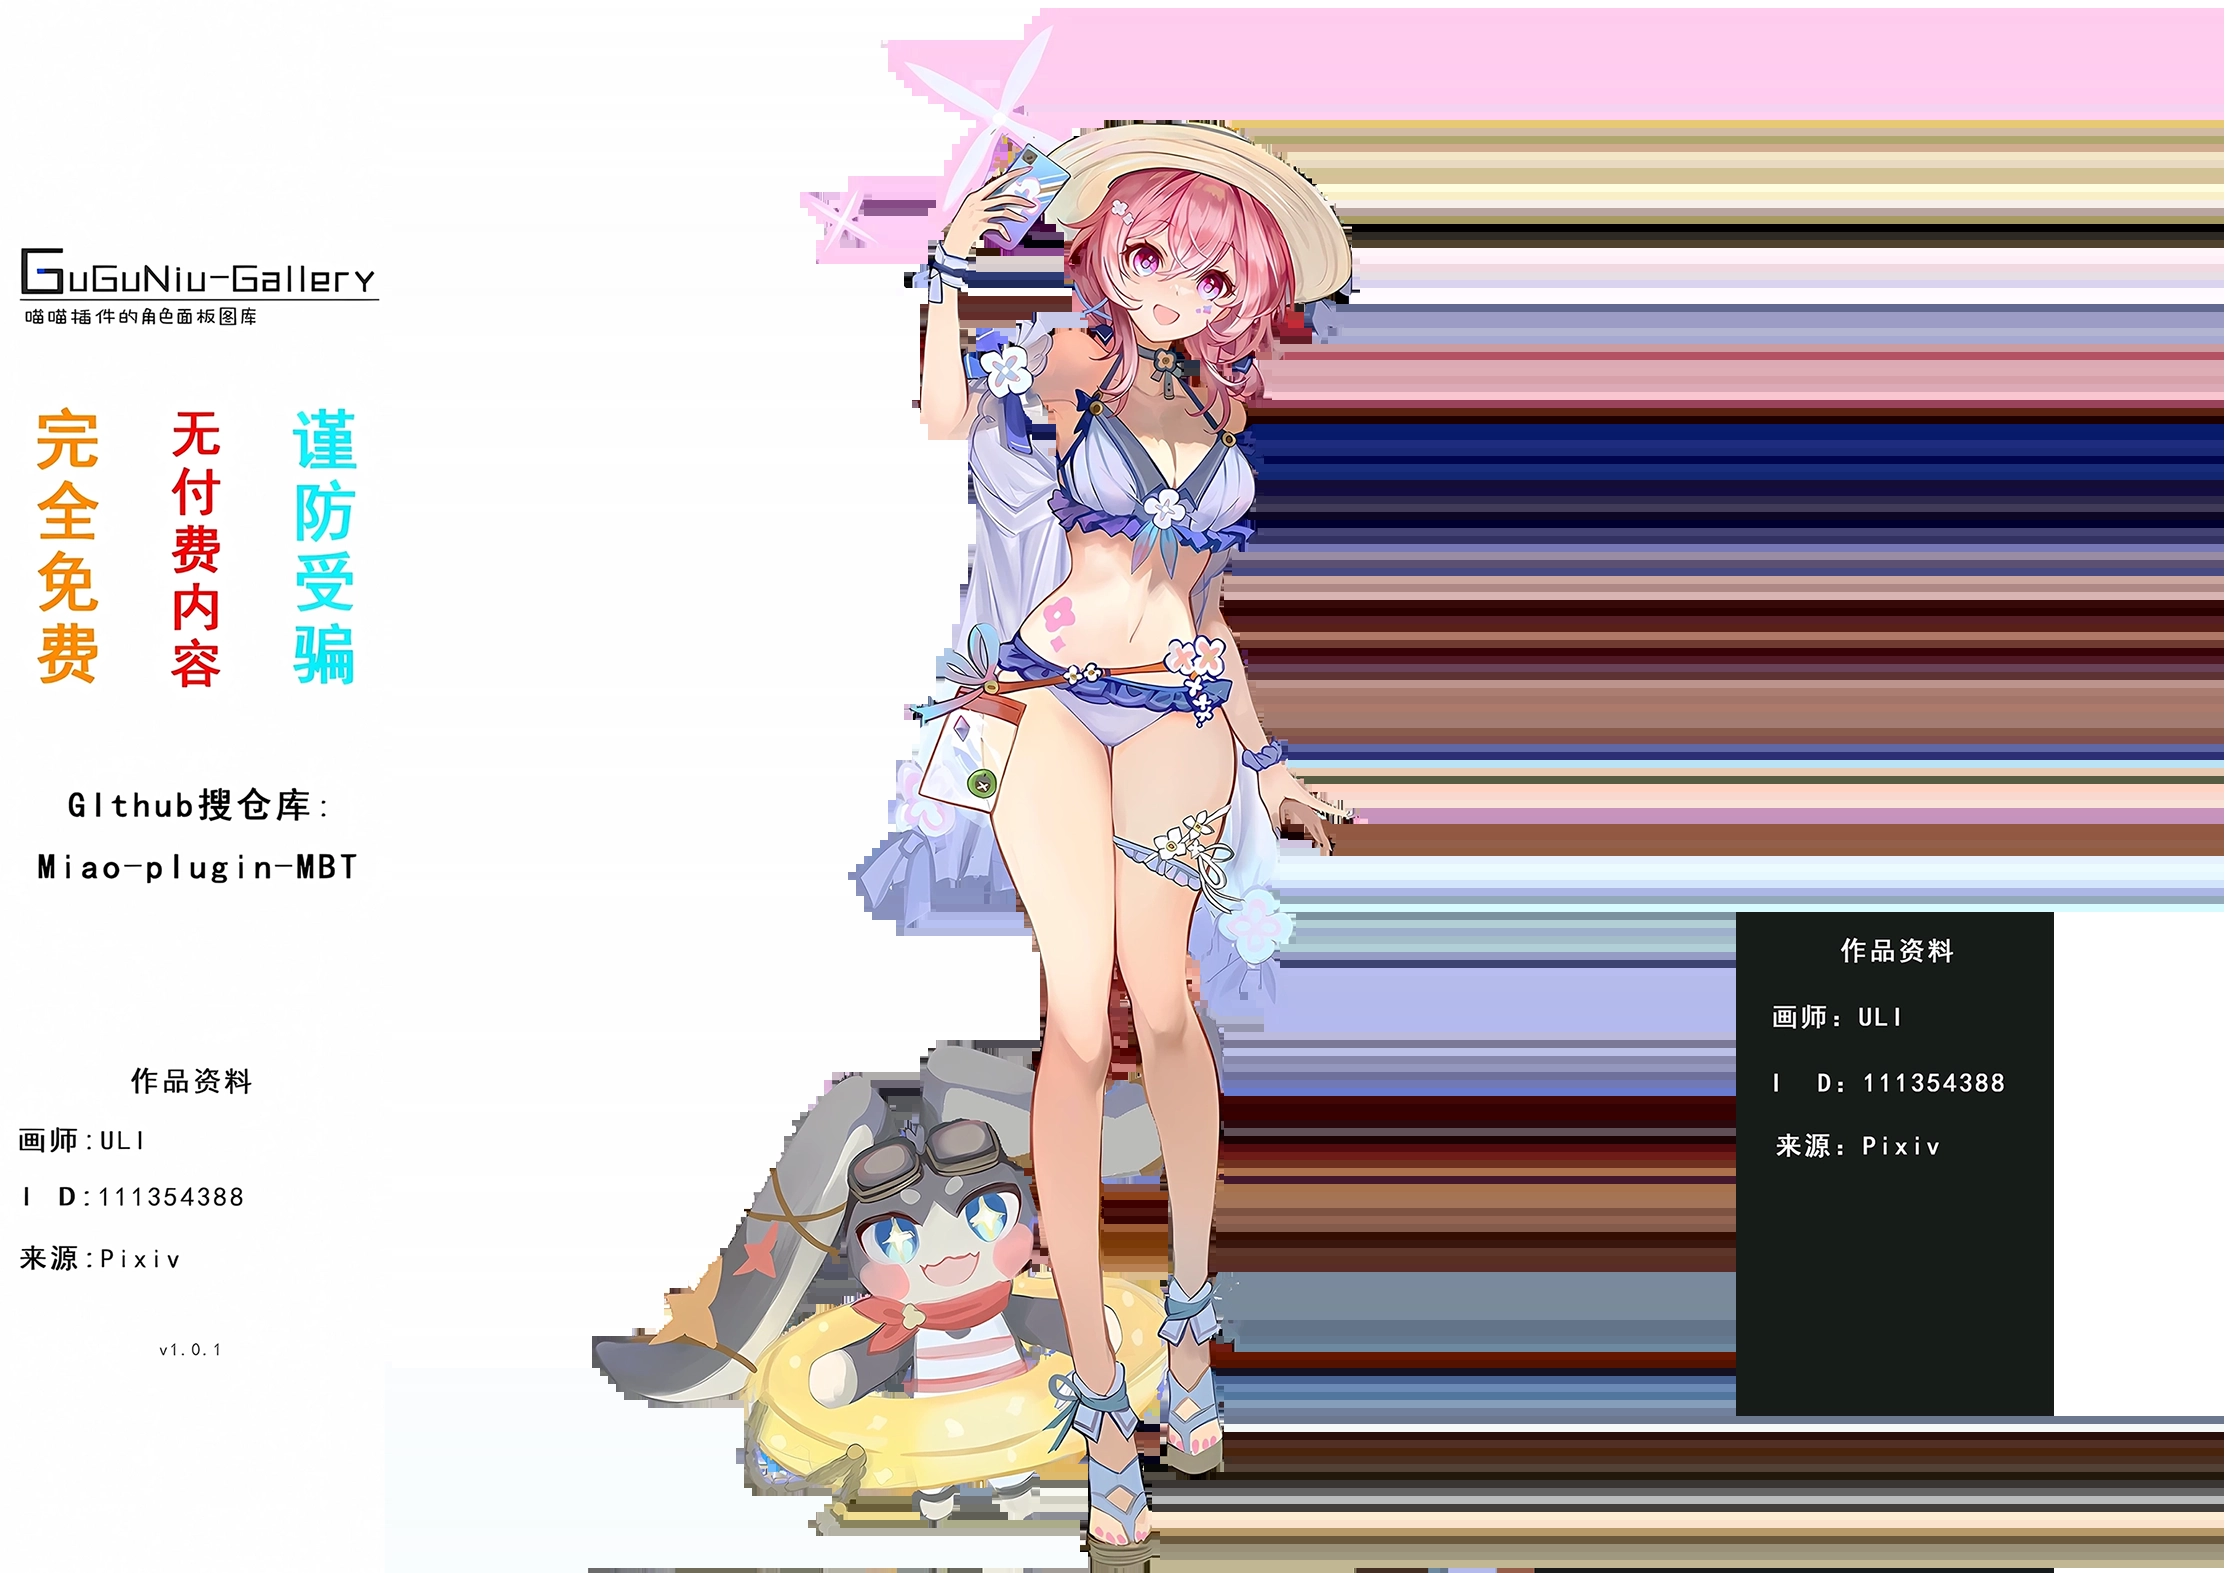 GuGuNiu-Gallery
喵喵插件的角色面板图库
完全免费
无付费内容
谨防受骗
GIthub搜仓库:
Miao-plugin-MBT
作品资料
画师:ULI
I D:111354388
来源:Pixiv
v1.0.1
作品资料
画师：ULI
I D：111354388
来源：Pixiv